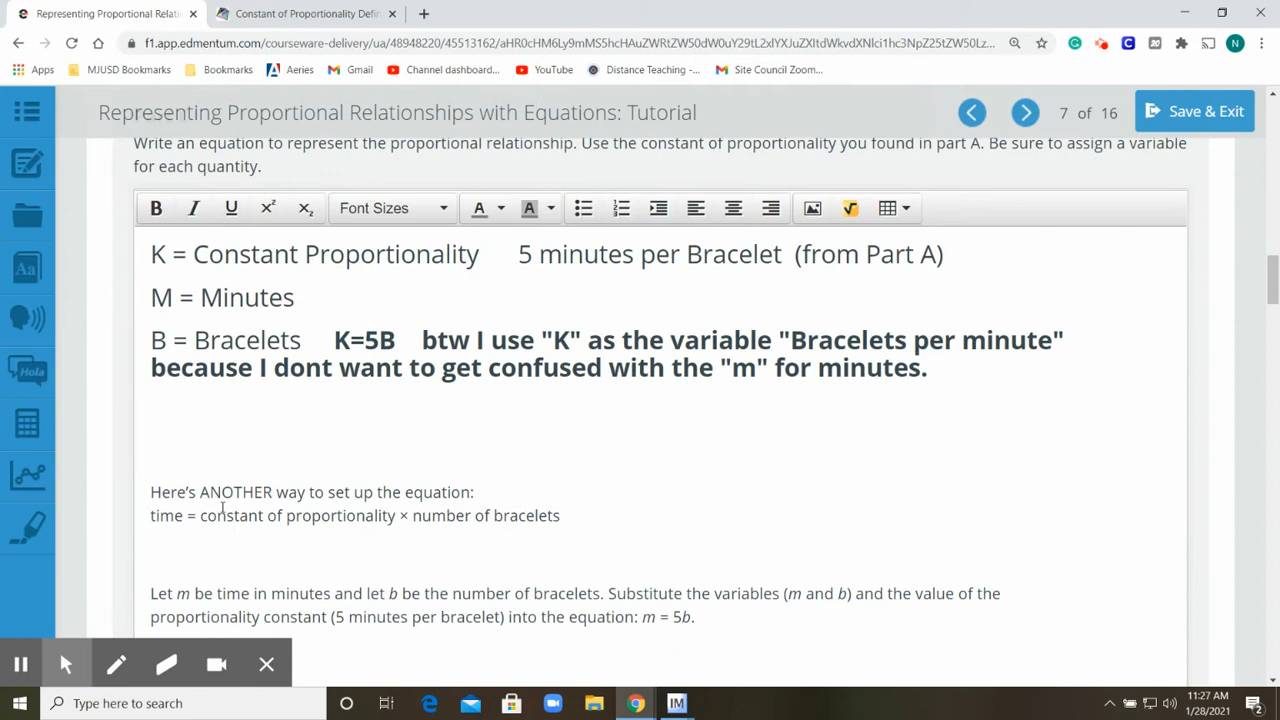 Representing Proportional Relati
Constant of Proportionality Defi
f1.app.edmentum.com/courseware-delivery/ua/48948320/45513162/aHR0cHM6Ly9mMS5hcHAuZWRtZW50dW0uY29tL2xlYXJuZXItdWkvdXNlci1hc3NpZ25tZW50Lz...
Apps MJUSD Bookmarks Bookmarks Aeries Gmail Channel dashboard... YouTube Distance Teaching -... Site Council Zoom...
Representing Proportional Relationships with Equations: Tutorial 7 of 16 Save & Exit
Write an equation to represent the proportional relationship. Use the constant of proportionality you found in part A. Be sure to assign a variable
for each quantity.
B I U x² x₂ Font Sizes A A
K = Constant Proportionality 5 minutes per Bracelet (from Part A)
M = Minutes
B = Bracelets K=5B btw I use "K" as the variable "Bracelets per minute"
because I dont want to get confused with the "m" for minutes.
Here's ANOTHER way to set up the equation:
time = constant of proportionality × number of bracelets
Let m be time in minutes and let b be the number of bracelets. Substitute the variables (m and b) and the value of the
proportionality constant (5 minutes per bracelet) into the equation: m = 5b.
Aa
Hola
Type here to search
IM
11:27 AM
1/28/2021
2
N